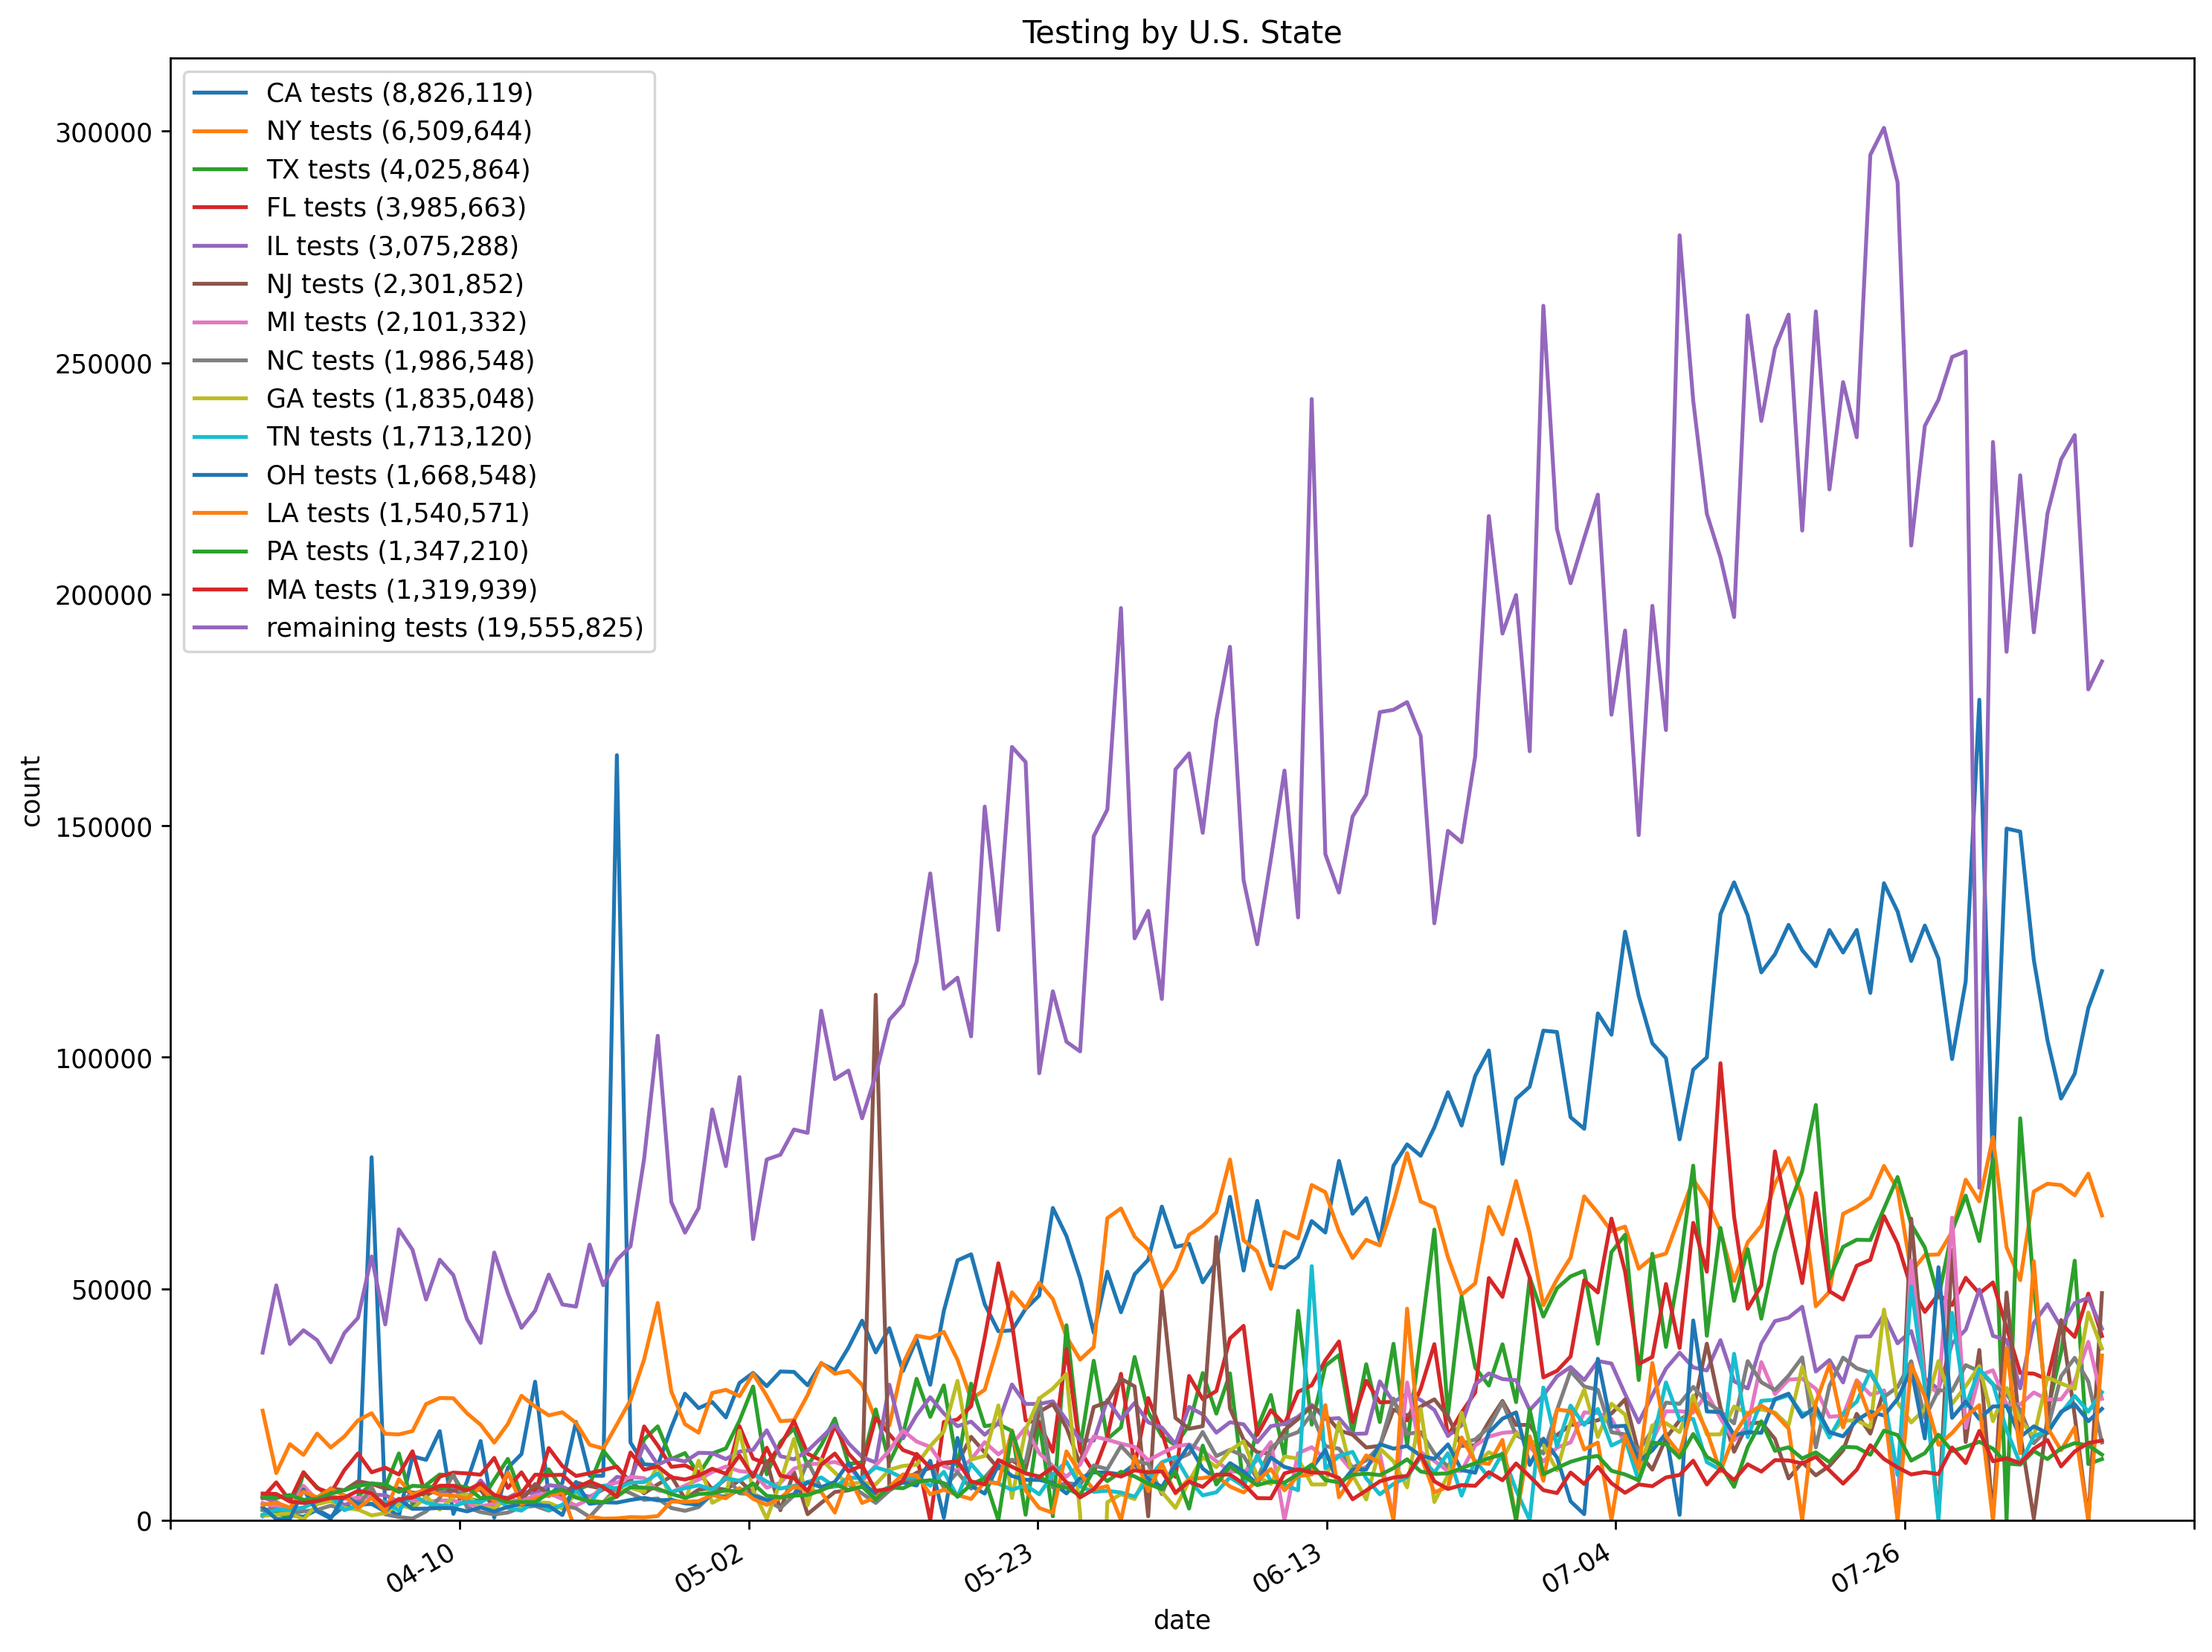 Testing by U.S. State
CA tests (8,826,119)
NY tests (6,509,644)
TX tests (4,025,864)
FL tests (3,985,663)
IL tests (3,075,288)
NJ tests (2,301,852)
MI tests (2,101,332)
NC tests (1,986,548)
GA tests (1,835,048)
TN tests (1,713,120)
OH tests (1,668,548)
LA tests (1,540,571)
PA tests (1,347,210)
MA tests (1,319,939)
remaining tests (19,555,825)
300000
250000
200000
150000
100000
50000
0
count
04-10
05-02
05-23
06-13
07-04
07-26
date